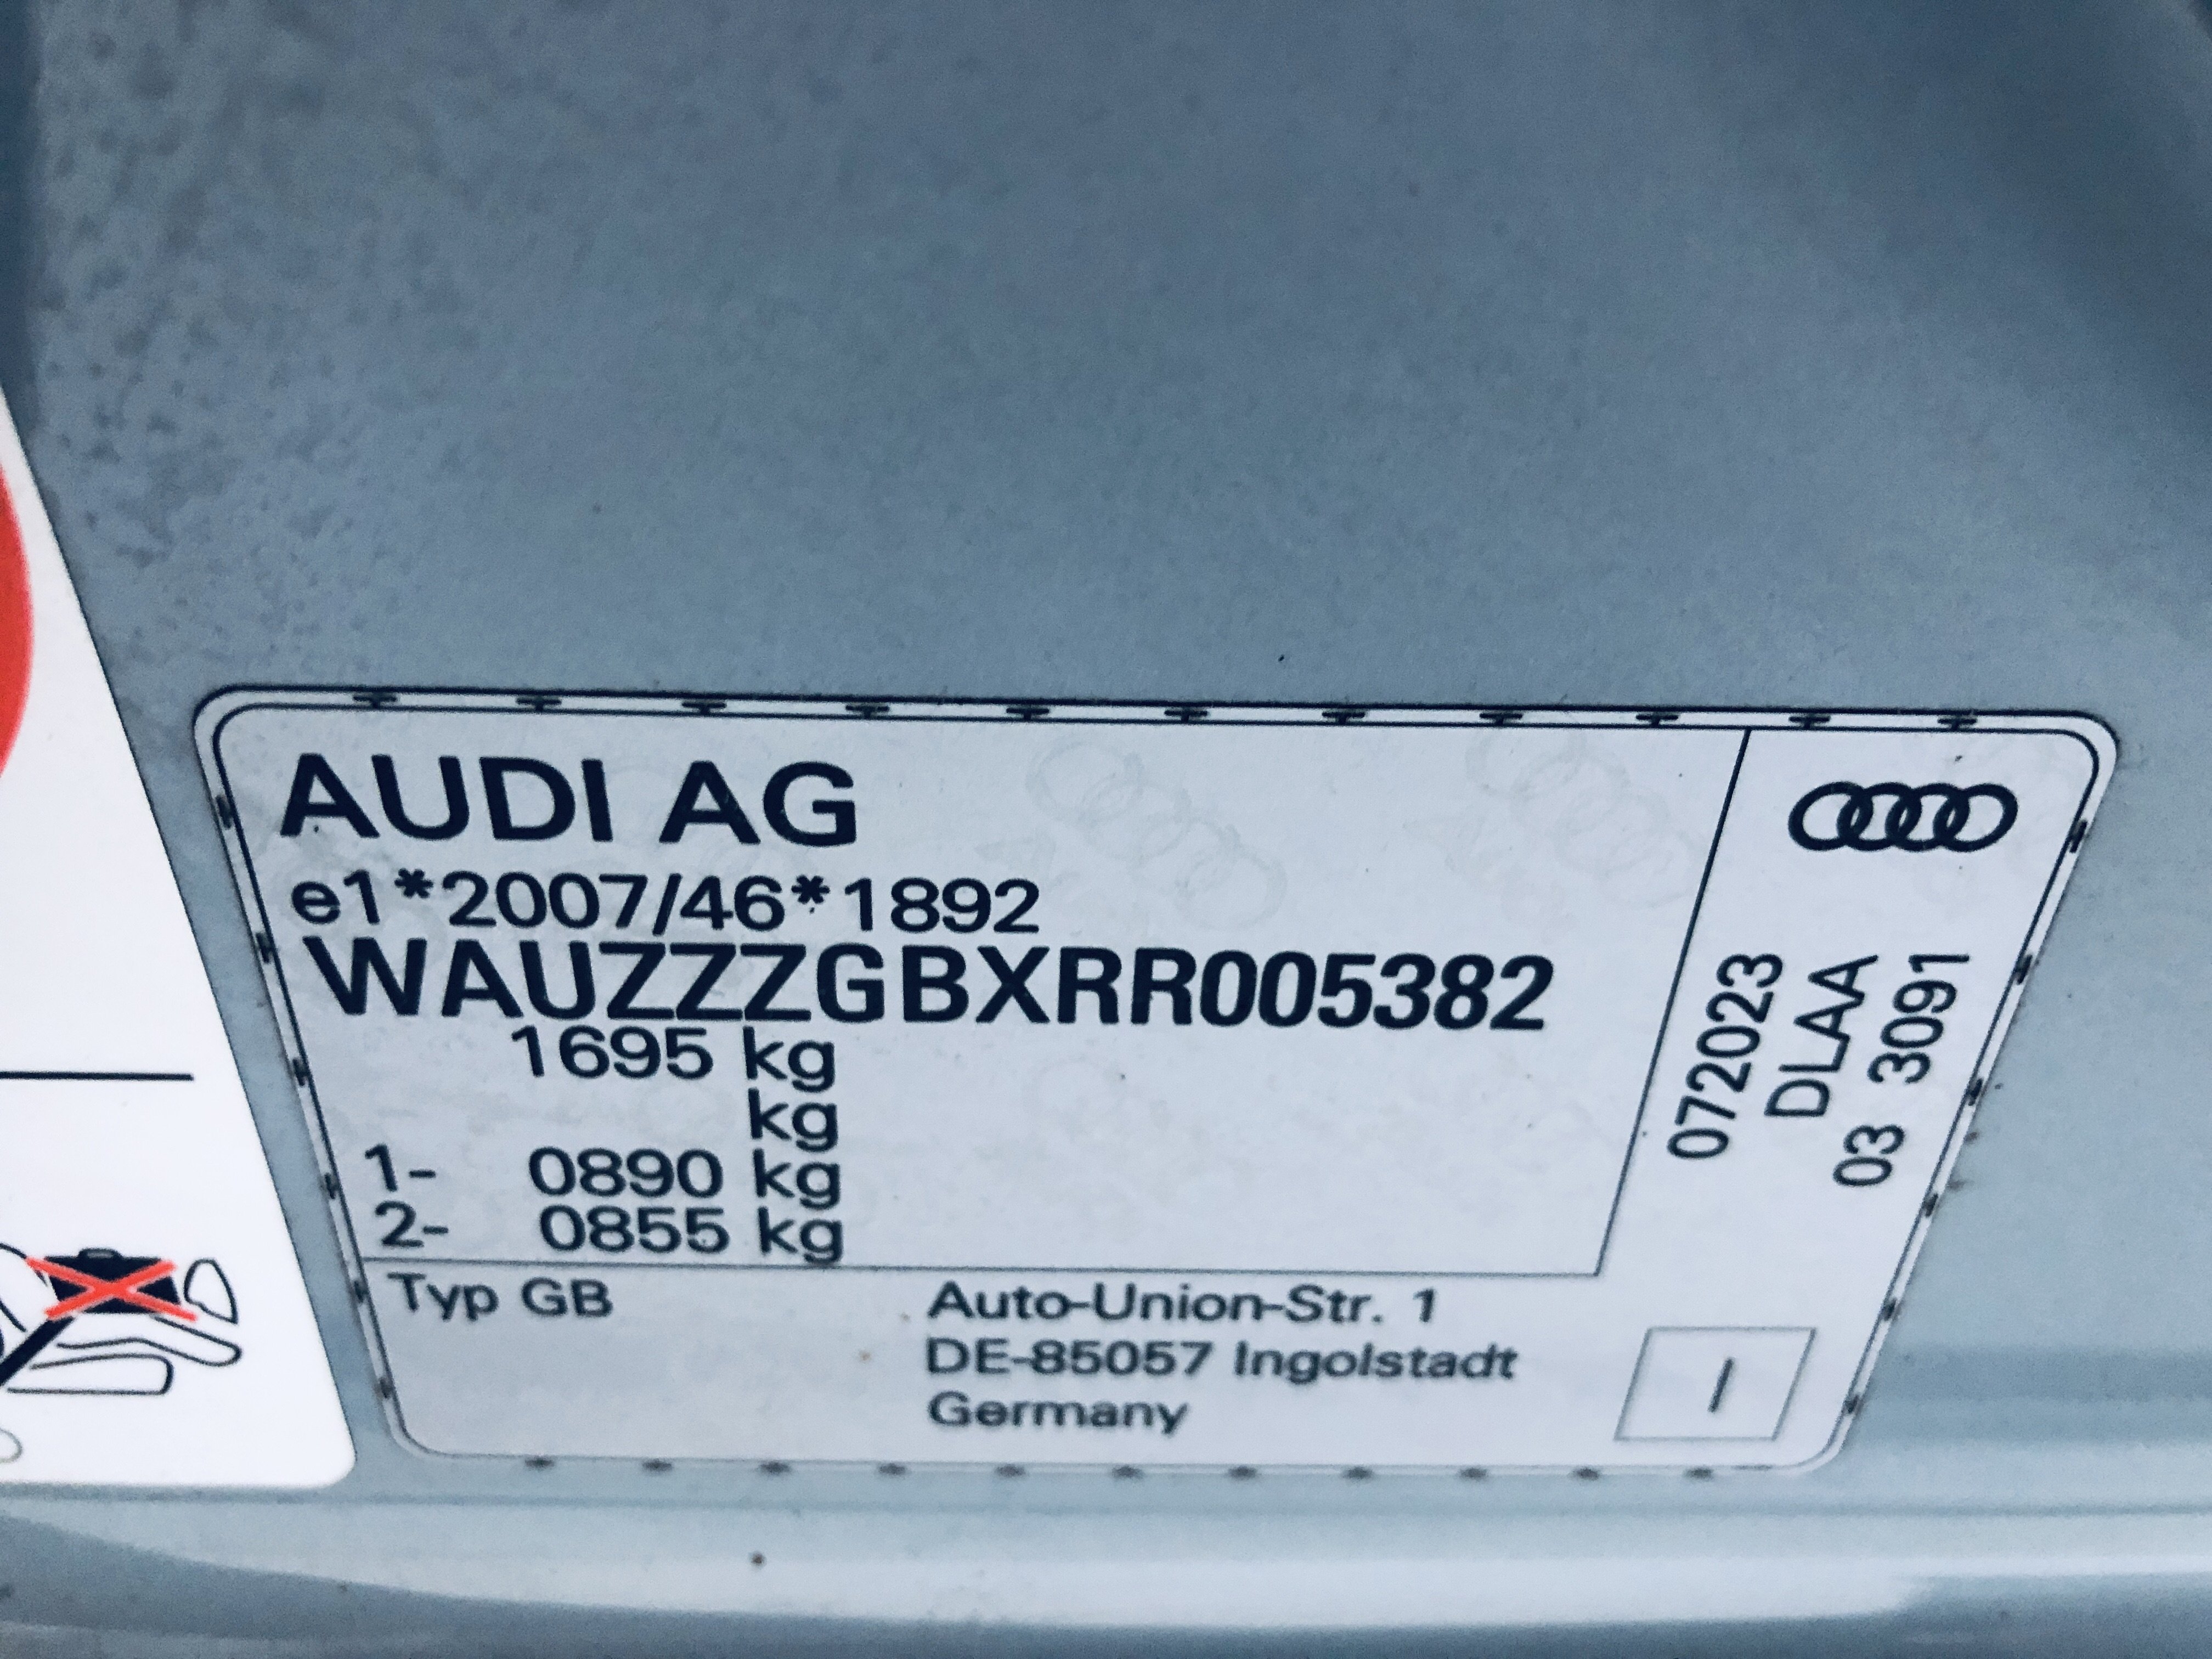 AUDI AG
e1*2007/46*1892
WAUZZZGBXRR005382
1695 kg
kg
1- 0890 kg
2- 0855 kg
Typ GB
Auto-Union-Str. 1
DE-85057 Ingolstadt
Germany
072023
DLAA
03 3091